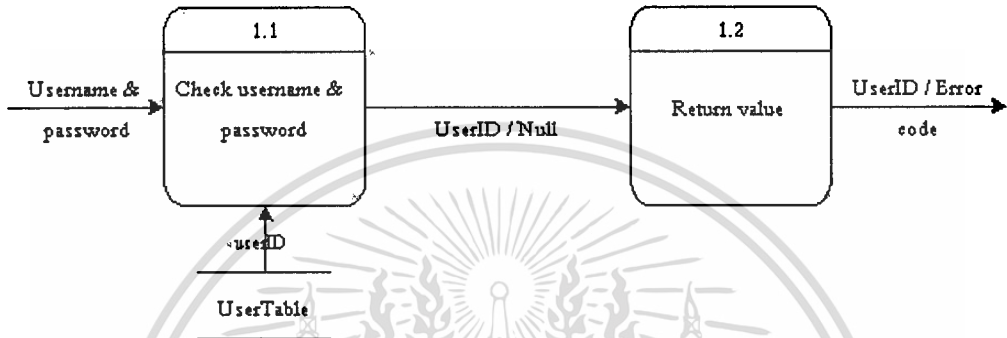 1.1
1.2
Username &
password
Check username &
password
UserID / Null
Return value
UserID / Error
code
userID
UserTable